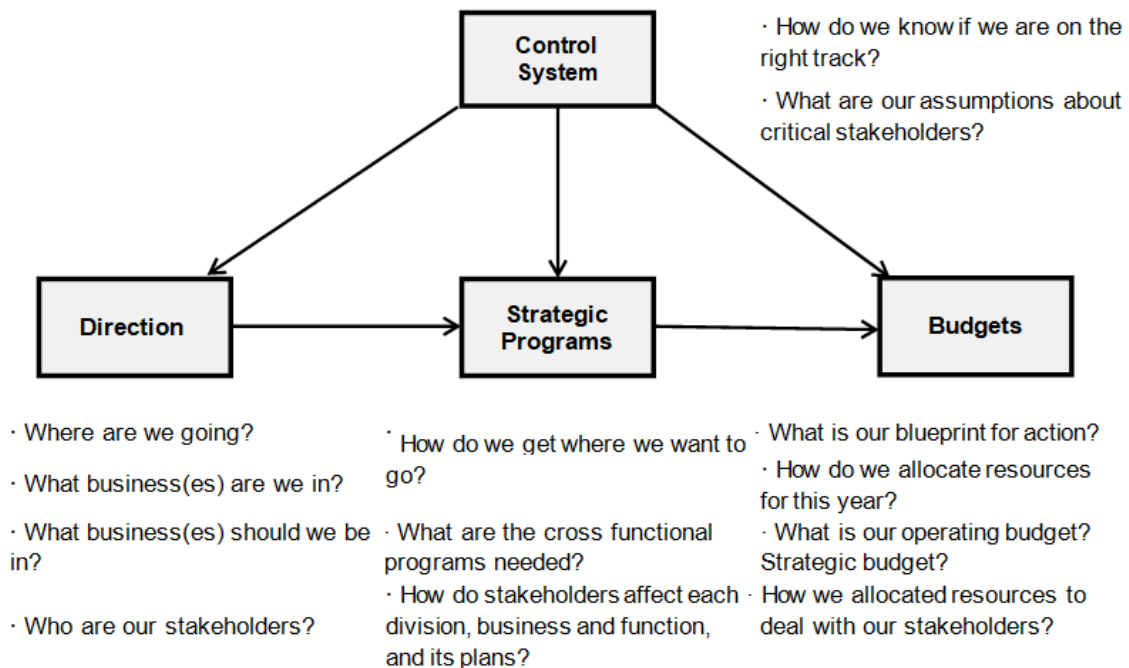 Control
System
· How do we know if we are on the
right track?
· What are our assumptions about
critical stakeholders?
Direction
Strategic
Programs
Budgets
· Where are we going?
· What business(es) are we in?
· What business(es) should we be
in?
· Who are our stakeholders?
· How do we get where we want to
go?
· What are the cross functional
programs needed?
· How do stakeholders affect each
division, business and function,
and its plans?
· What is our blueprint for action?
· How do we allocate resources
for this year?
· What is our operating budget?
Strategic budget?
· How we allocated resources to
deal with our stakeholders?